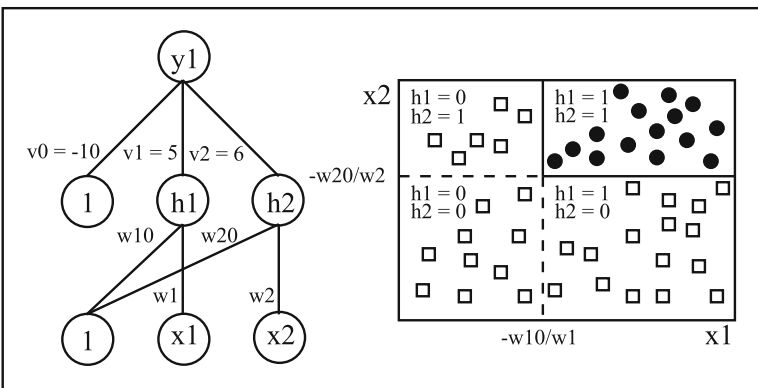 y1
v0 = -10 v1 = 5 v2 = 6
1 h1 h2
w10 w20
w1 w2
1 x1 x2
x2
h1 = 0
h2 = 1
h1 = 1
h2 = 1
-w20/w2
h1 = 0
h2 = 0
h1 = 1
h2 = 0
-w10/w1
x1